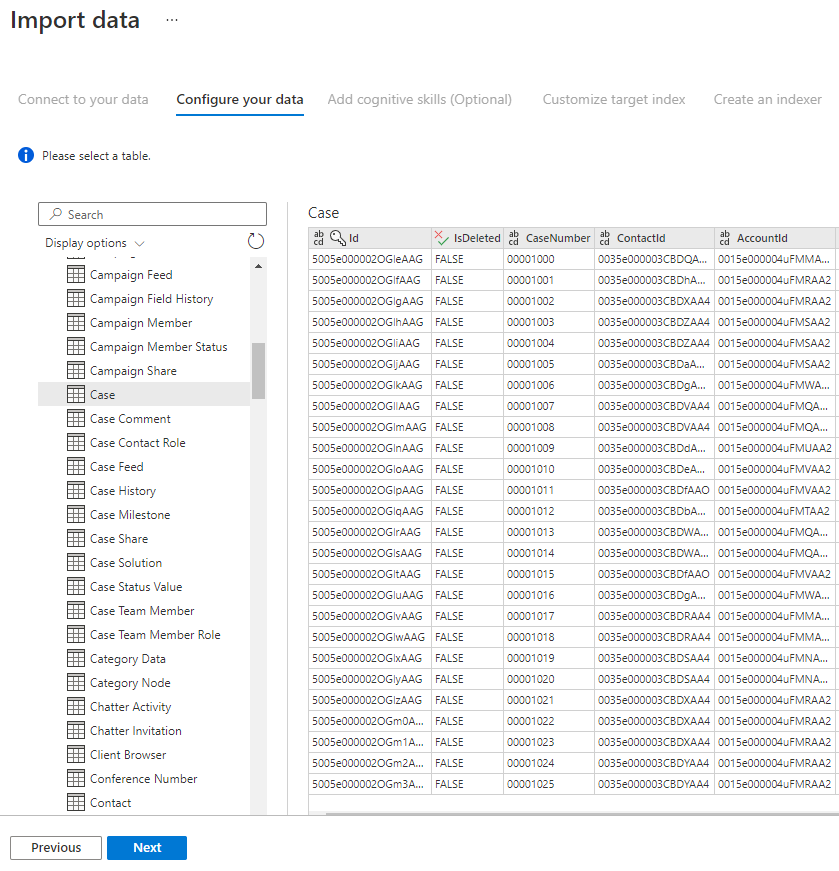 Import data ...
Connect to your data Configure your data Add cognitive skills (Optional) Customize target index Create an indexer
Please select a table.
Search
Display options
Campaign Feed
Campaign Field History
Campaign Member
Campaign Member Status
Campaign Share
Case
Case Comment
Case Contact Role
Case Feed
Case History
Case Milestone
Case Share
Case Solution
Case Status Value
Case Team Member
Case Team Member Role
Category Data
Category Node
Chatter Activity
Chatter Invitation
Client Browser
Conference Number
Contact
Case
abcd Id IsDeleted abcd CaseNumber abcd ContactId abcd AccountId
5005e000002OGleAAG FALSE 00001000 0035e000003CBDQA... 0015e000004uFMMA...
5005e000002OGlfAAG FALSE 00001001 0035e000003CBDhA... 0015e000004uFMRAA2
5005e000002OGlgAAG FALSE 00001002 0035e000003CBDXAA4 0015e000004uFMRAA2
5005e000002OGlhAAG FALSE 00001003 0035e000003CBDZAA4 0015e000004uFMSAA2
5005e000002OGliAAG FALSE 00001004 0035e000003CBDZAA4 0015e000004uFMSAA2
5005e000002OGljAAG FALSE 00001005 0035e000003CBDaA... 0015e000004uFMSAA2
5005e000002OGlkAAG FALSE 00001006 0035e000003CBDgA... 0015e000004uFMWA...
5005e000002OGllAAG FALSE 00001007 0035e000003CBDVAA4 0015e000004uFMQA...
5005e000002OGlmAAG FALSE 00001008 0035e000003CBDVAA4 0015e000004uFMQA...
5005e000002OGlnAAG FALSE 00001009 0035e000003CBDdA... 0015e000004uFMUAA2
5005e000002OGloAAG FALSE 00001010 0035e000003CBDeA... 0015e000004uFMVAA2
5005e000002OGlpAAG FALSE 00001011 0035e000003CBDfAAO 0015e000004uFMVAA2
5005e000002OGlqAAG FALSE 00001012 0035e000003CBDbA... 0015e000004uFMTAA2
5005e000002OGlrAAG FALSE 00001013 0035e000003CBDWA... 0015e000004uFMQA...
5005e000002OGlsAAG FALSE 00001014 0035e000003CBDWA... 0015e000004uFMQA...
5005e000002OGltAAG FALSE 00001015 0035e000003CBDfAAO 0015e000004uFMVAA2
5005e000002OGluAAG FALSE 00001016 0035e000003CBDgA... 0015e000004uFMWA...
5005e000002OGlvAAG FALSE 00001017 0035e000003CBDRAA4 0015e000004uFMMA...
5005e000002OGlwAAG FALSE 00001018 0035e000003CBDRAA4 0015e000004uFMMA...
5005e000002OGlxAAG FALSE 00001019 0035e000003CBDSAA4 0015e000004uFMNA...
5005e000002OGlyAAG FALSE 00001020 0035e000003CBDSAA4 0015e000004uFMNA...
5005e000002OGlzAAG FALSE 00001021 0035e000003CBDXAA4 0015e000004uFMRAA2
5005e000002OGm0A... FALSE 00001022 0035e000003CBDXAA4 0015e000004uFMRAA2
5005e000002OGm1A... FALSE 00001023 0035e000003CBDXAA4 0015e000004uFMRAA2
5005e000002OGm2A... FALSE 00001024 0035e000003CBDYAA4 0015e000004uFMRAA2
5005e000002OGm3A... FALSE 00001025 0035e000003CBDYAA4 0015e000004uFMRAA2
Previous Next